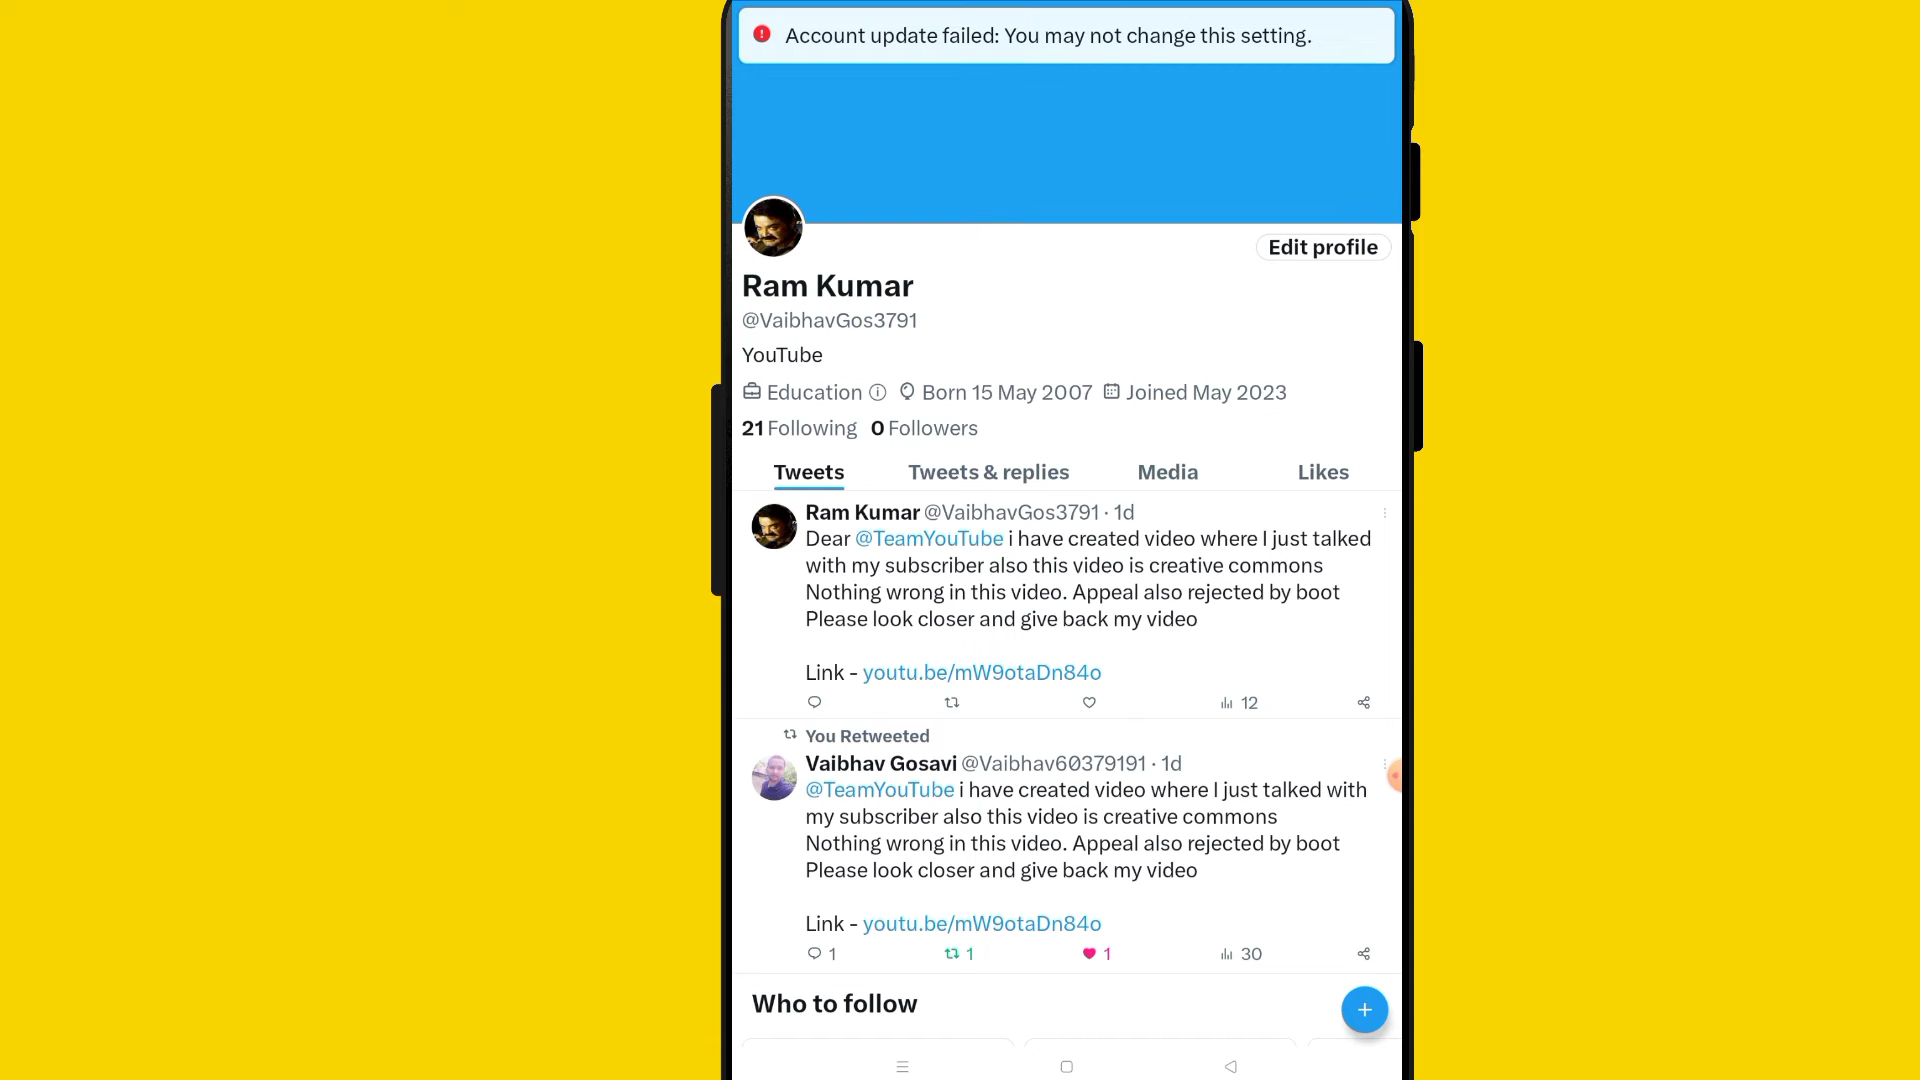 Account update failed: You may not change this setting.
Edit profile
Ram Kumar
@VaibhavGos3791
YouTube
Education Born 15 May 2007 Joined May 2023
21 Following 0 Followers
Tweets Tweets & replies Media Likes
Ram Kumar @VaibhavGos3791 · 1d
Dear @TeamYouTube i have created video where I just talked
with my subscriber also this video is creative commons
Nothing wrong in this video. Appeal also rejected by boot
Please look closer and give back my video
Link - youtu.be/mW9otaDn84o
12
You Retweeted
Vaibhav Gosavi @Vaibhav60379191 · 1d
@TeamYouTube i have created video where I just talked with
my subscriber also this video is creative commons
Nothing wrong in this video. Appeal also rejected by boot
Please look closer and give back my video
Link - youtu.be/mW9otaDn84o
1 1 1 30
Who to follow